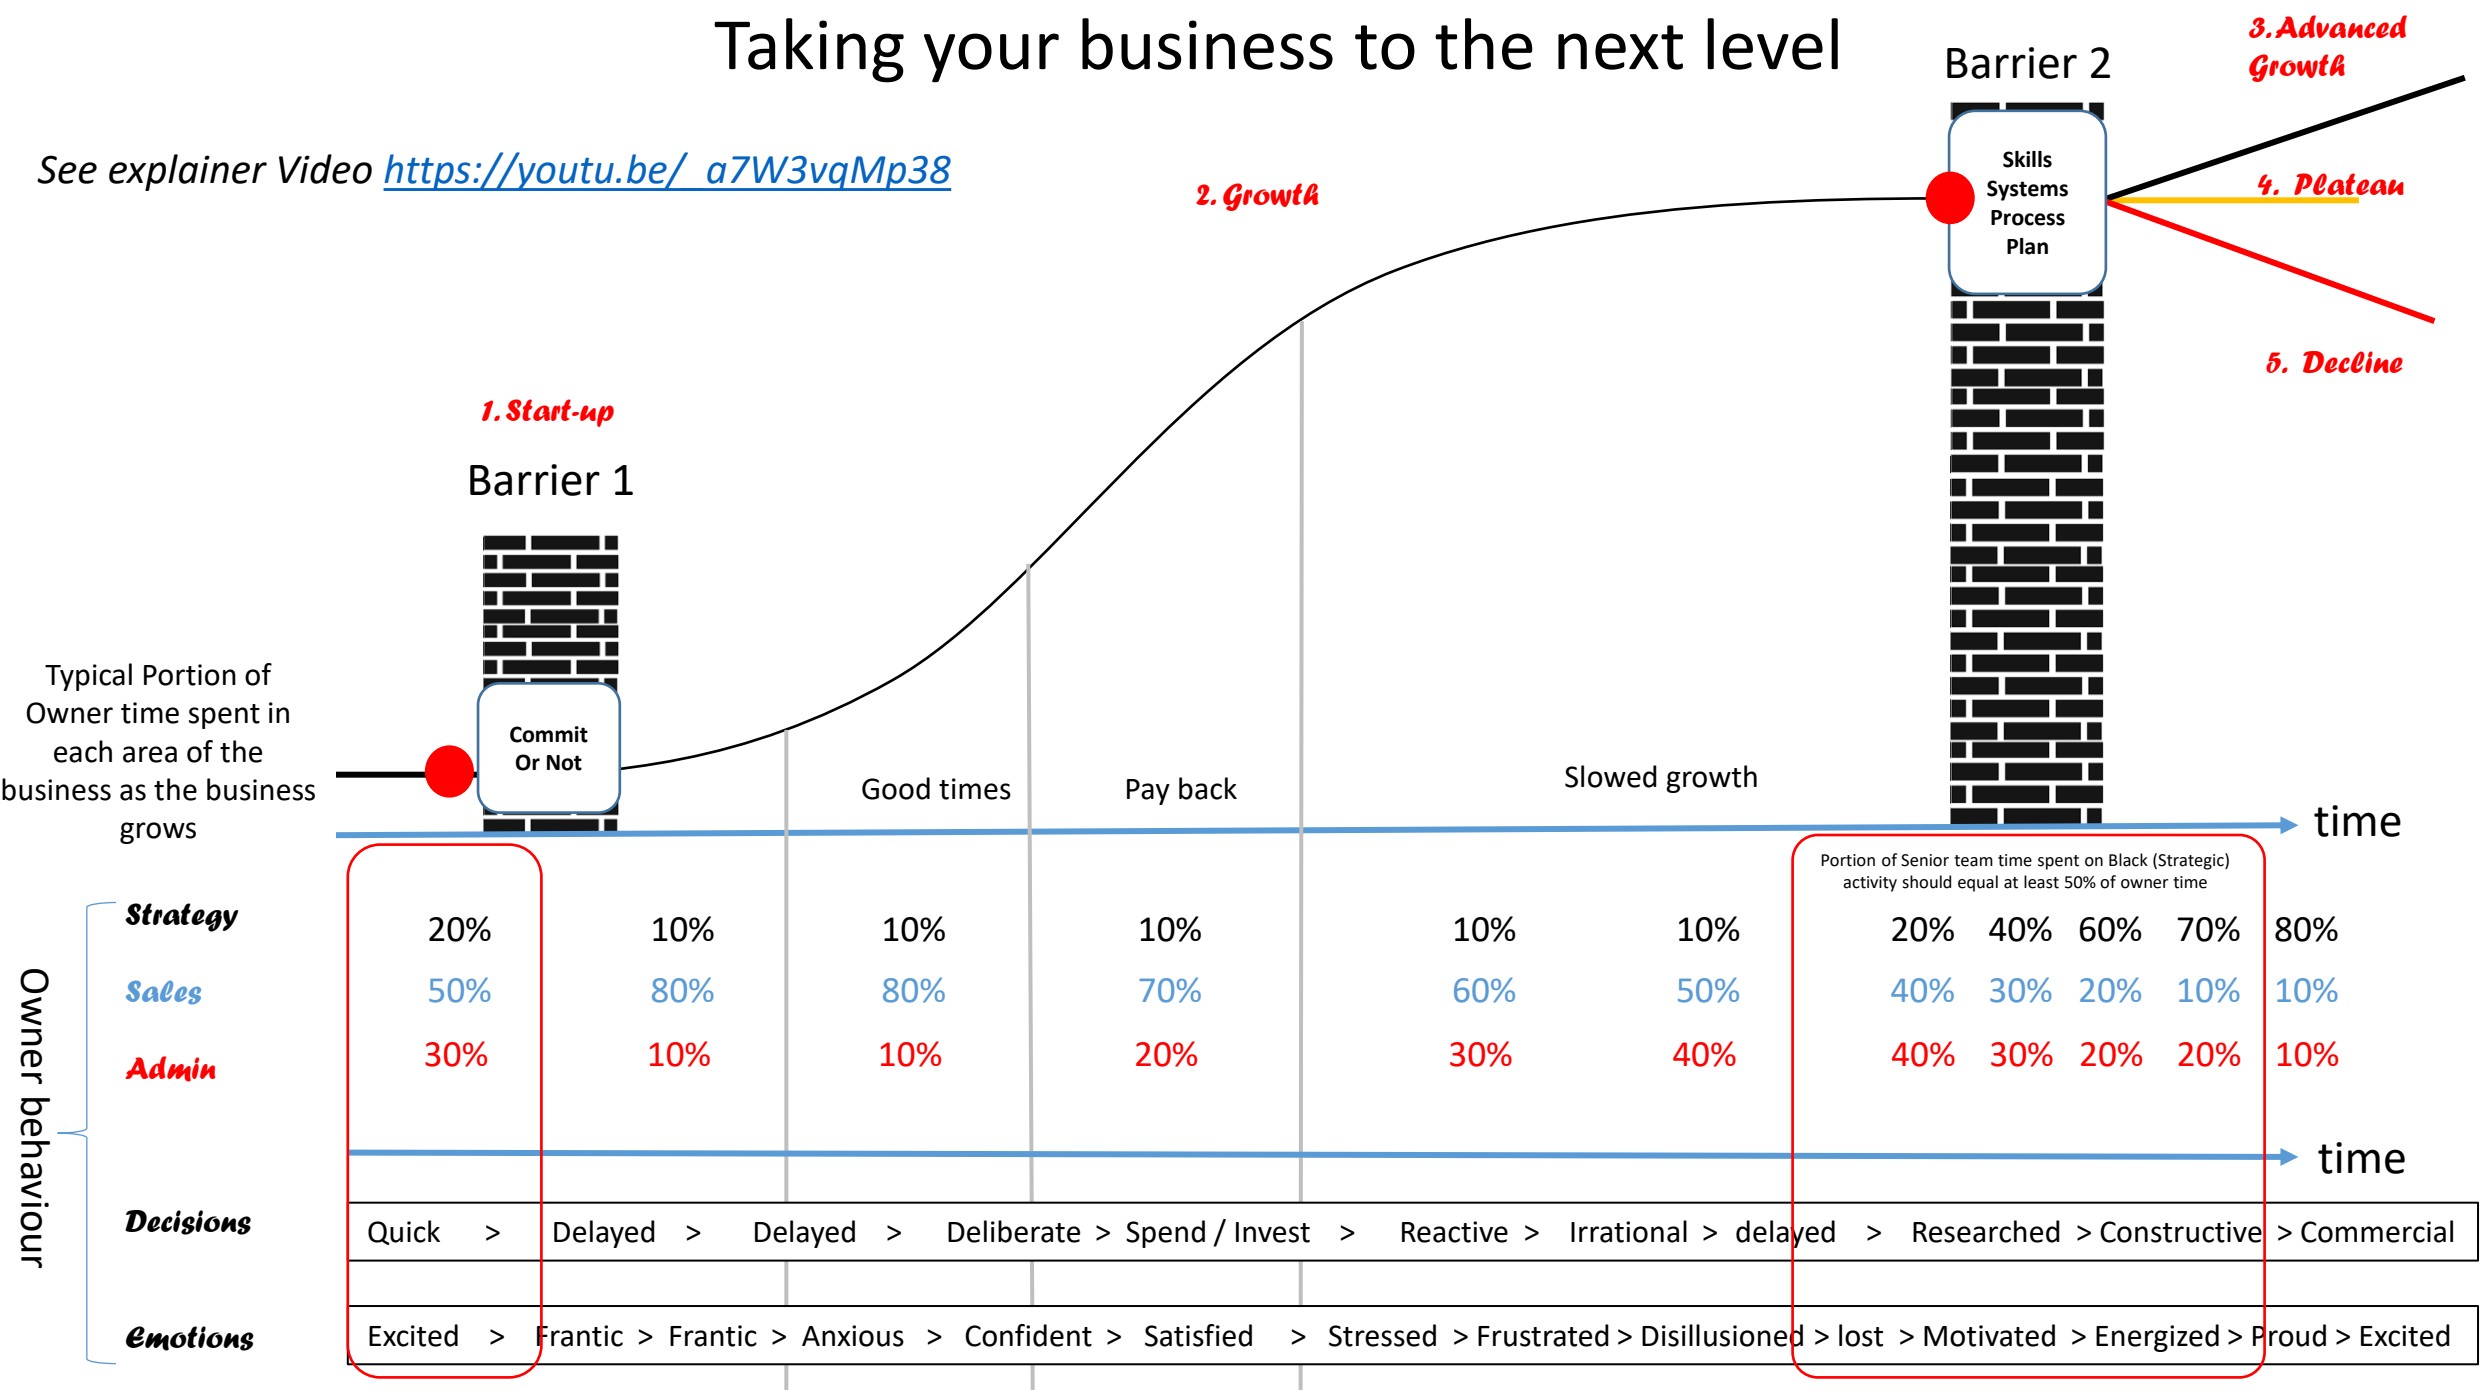 Taking your business to the next level
See explainer Video https://youtu.be/_a7W3vqMp38
Barrier 2
3. Advanced
Growth
Skills
Systems
Process
Plan
4. Plateau
5. Decline
2. Growth
1. Start-up
Barrier 1
Commit
Or Not
Typical Portion of
Owner time spent in
each area of the
business as the business
grows
Good times
Pay back
Slowed growth
time
Portion of Senior team time spent on Black (Strategic)
activity should equal at least 50% of owner time
Owner behaviour
Strategy 20% 10% 10% 10% 10% 10% 20% 40% 60% 70% 80%
Sales 50% 80% 80% 70% 60% 50% 40% 30% 20% 10% 10%
Admin 30% 10% 10% 20% 30% 40% 40% 30% 20% 20% 10%
time
Decisions Quick > Delayed > Delayed > Deliberate > Spend / Invest > Reactive > Irrational > delayed > Researched > Constructive > Commercial
Emotions Excited > Frantic > Frantic > Anxious > Confident > Satisfied > Stressed > Frustrated > Disillusioned > lost > Motivated > Energized > Proud > Excited